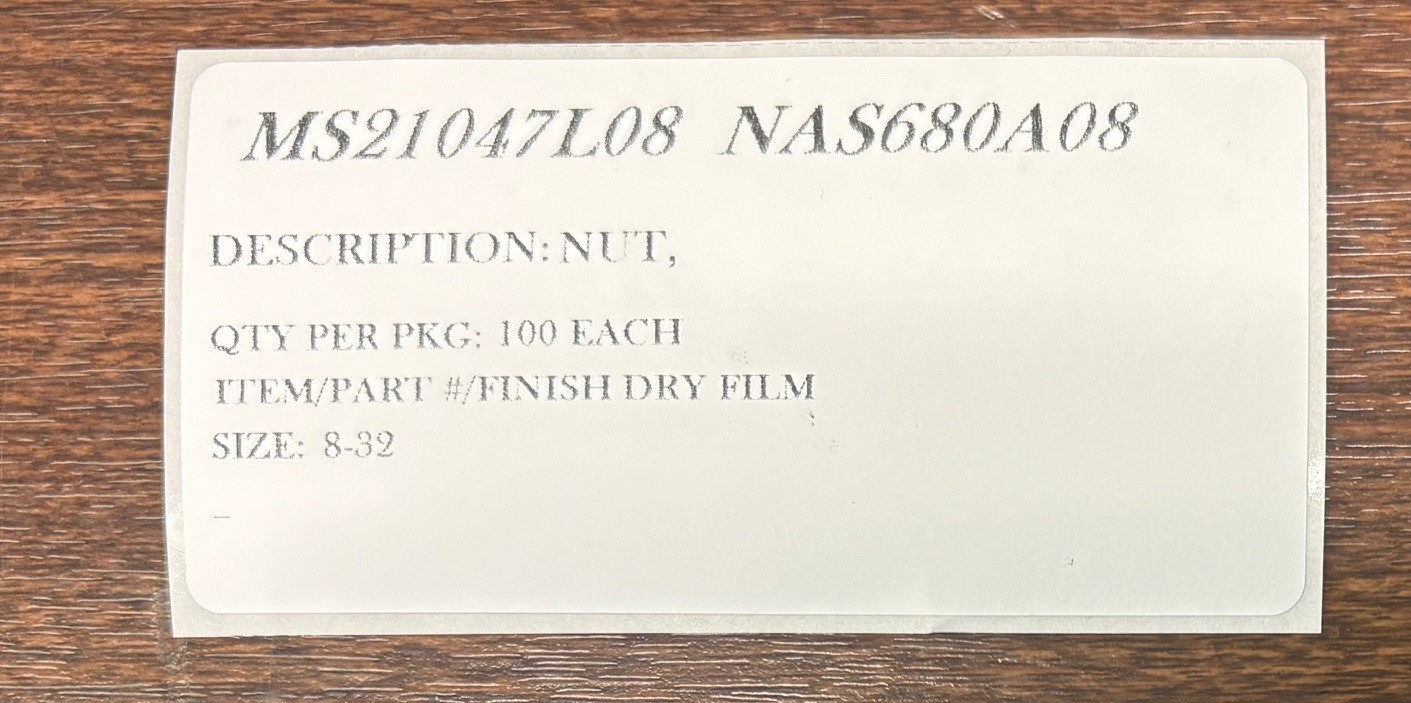 MS21047L08 NAS680A08
DESCRIPTION: NUT,
QTY PER PKG: 100 EACH
ITEM/PART #/FINISH DRY FILM
SIZE: 8-32
_